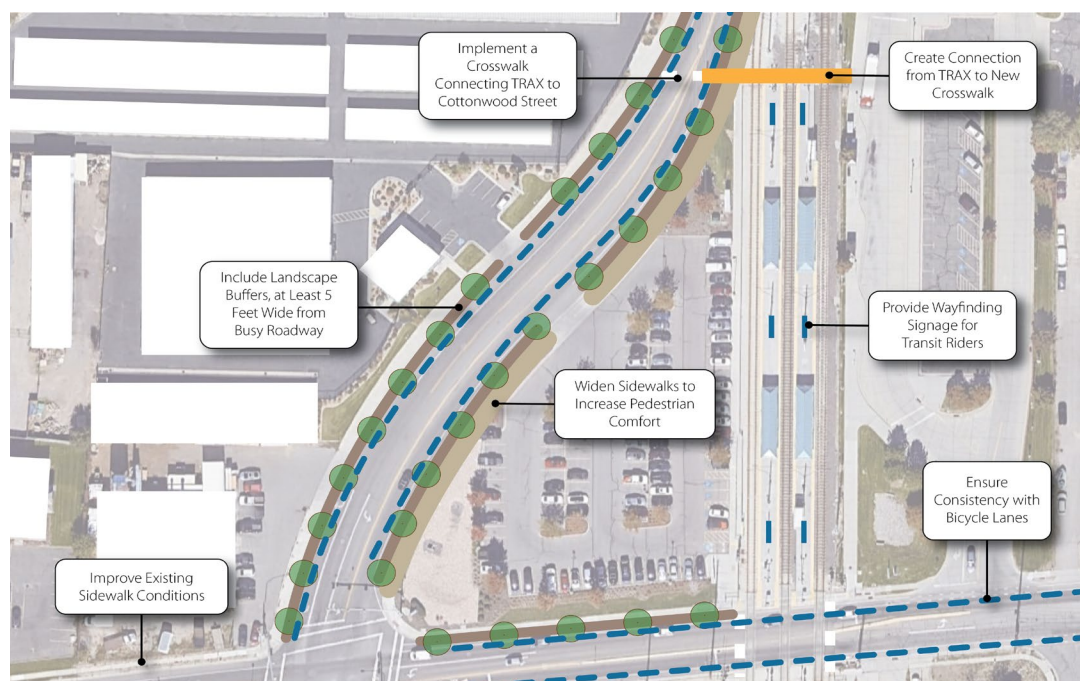 Implement a
Crosswalk
Connecting TRAX to
Cottonwood Street
Create Connection
from TRAX to New
Crosswalk
Include Landscape
Buffers, at Least 5
Feet Wide from
Busy Roadway
Provide Wayfinding
Signage for
Transit Riders
Widen Sidewalks to
Increase Pedestrian
Comfort
Ensure
Consistency with
Bicycle Lanes
Improve Existing
Sidewalk Conditions